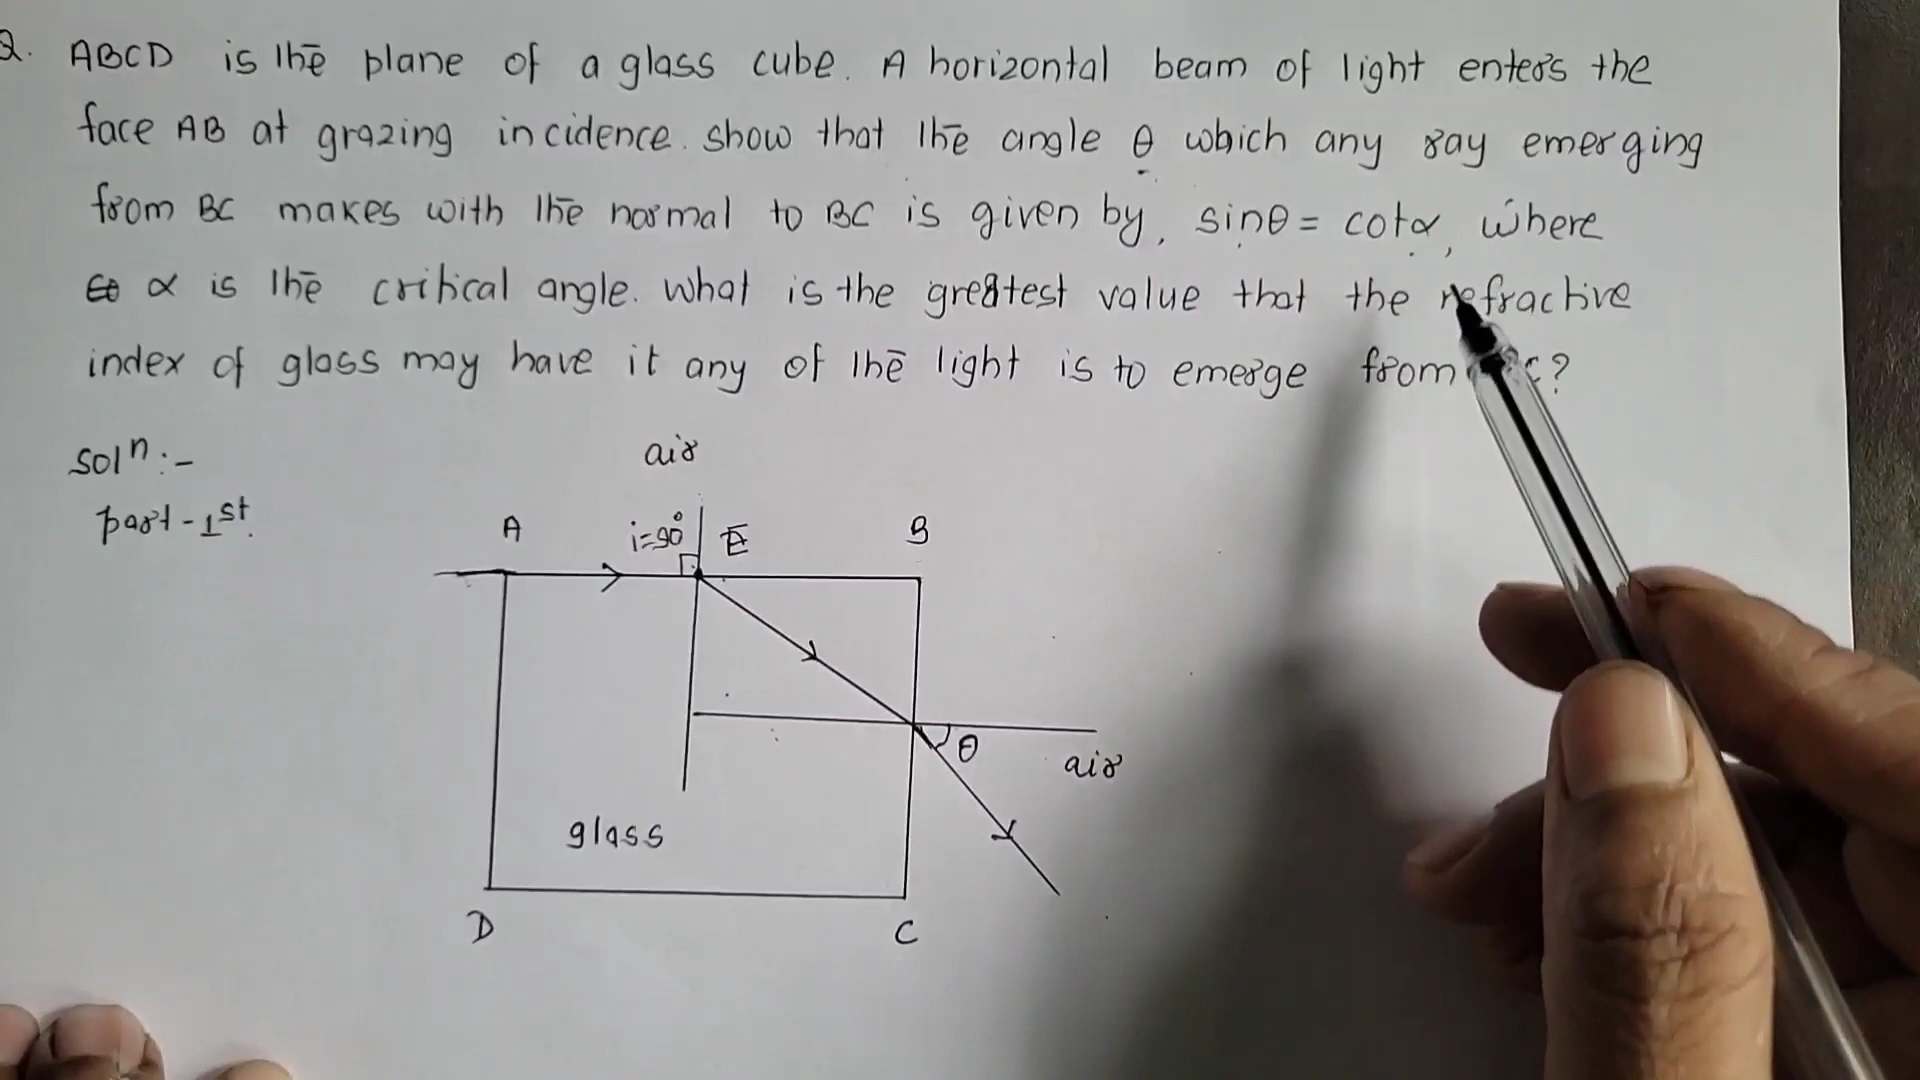 Q. ABCD is the plane of a glass cube. A horizontal beam of light enters the
face AB at grazing incidence. show that the angle θ which any ray emerging
from BC makes with the normal to BC is given by, sinθ = cotα, where
α is the critical angle. what is the greatest value that the refractive
index of glass may have it any of the light is to emerge from BC?
Solⁿ:-
part-1st.
air
A i=90° E B
θ
air
glass
D C